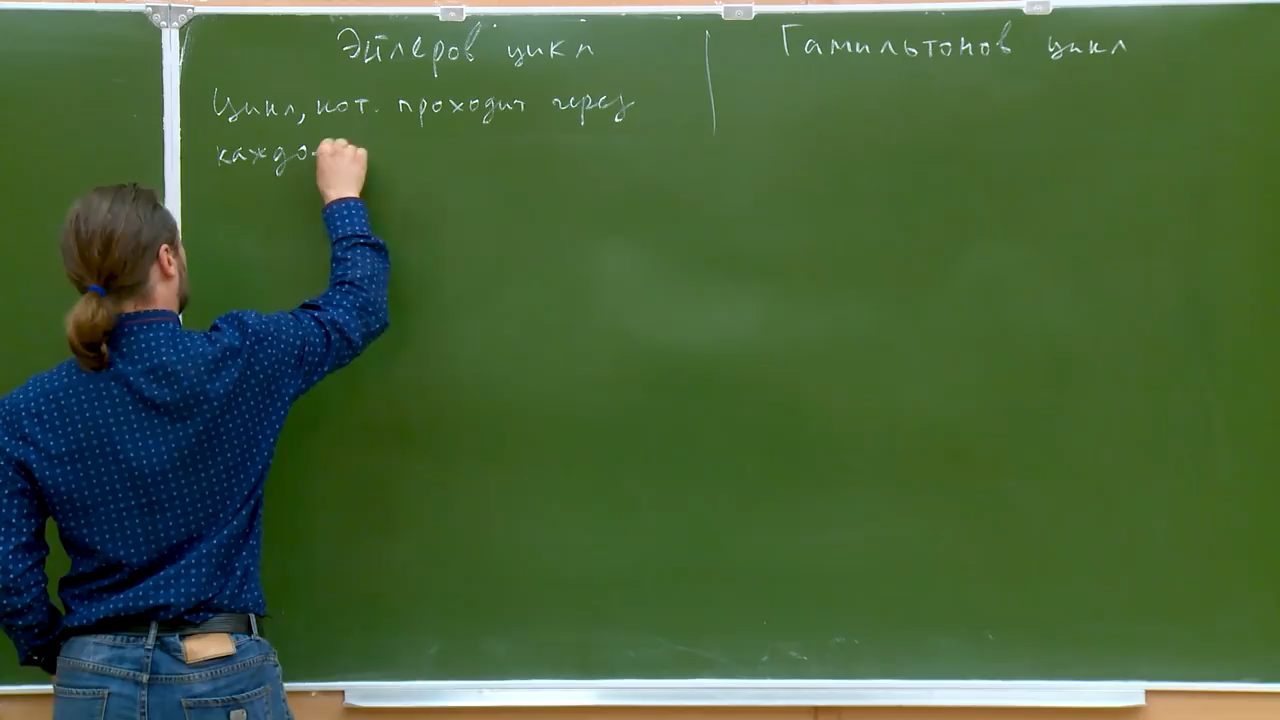 Эйлеров цикл
Гамильтонов цикл
Цикл, кот. проходит через
каждо